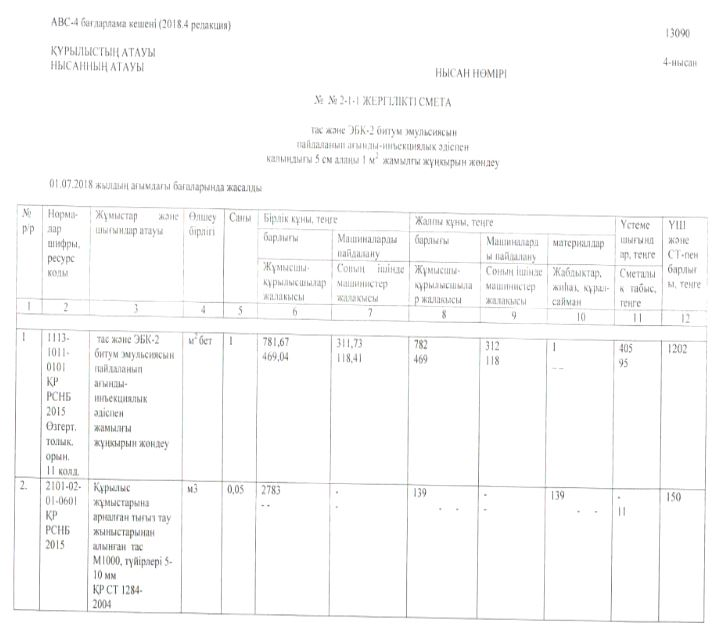 АВС-4 бағдарлама кешені (2018.4 редакция)
13090
ҚҰРЫЛЫСТЫҢ АТАУЫ
4-нысан
НЫСАННЫҢ АТАУЫ
НЫСАН НӨМІРІ
№ № 2-1-1 ЖЕРГІЛІКТІ СМЕТА
тас және ЭБК-2 битум эмульсиясын
пайдаланып ағынды-инъекциялық әдіспен
қалыңдығы 5 см алаңы 1 м² жамылғы жұңқырын жөндеу
01.07.2018 жылдың ағымдағы бағаларында жасалды
№ р/р
Норма-
лар
шифры,
ресурс
коды
Жұмыстар және
шығындар атауы
Өлшеу
бірлігі
Саны
Бірлік құны, теңге
Жалпы құны, теңге
Үстеме
шығынд
ар, теңге
ҮШ
және
СТ-пен
барлығ
ы, теңге
барлығы
Машиналарды
пайдалану
барлығы
Машиналард
ы пайдалану
материалдар
Жұмысшы-
құрылысшылар
жалақысы
Соның ішінде
машинистер
жалақысы
Жұмысшы-
құрылысшыла
р жалақысы
Соның ішінде
машинистер
жалақысы
Жабдықтар,
жиһаз, құрал-
сайман
Сметалы
к табыс,
теңге
1 2 3 4 5 6 7 8 9 10 11 12
1
1113-
1011-
0101
ҚР
РСНБ
2015
Өзгерт.
толық.
орын.
11 қолд.
тас және ЭБК-2
битум эмульсиясын
пайдаланып
ағынды-
инъекциялық
әдіспен
жамылғы
жұңқырын жөндеу
м² бет
1
781,67
469,04
311,73
118,41
782
469
312
118
1
_ _
405
95
1202
2.
2101-02-
01-0601
ҚР
РСНБ
2015
Құрылыс
жұмыстарына
арналған тығыз тау
жыныстарынан
алынған тас
М1000, түйірлері 5-
10 мм
ҚР СТ 1284-
2004
м3
0,05
2783
- -
-
-
139
- -
-
-
139
- -
-
11
150